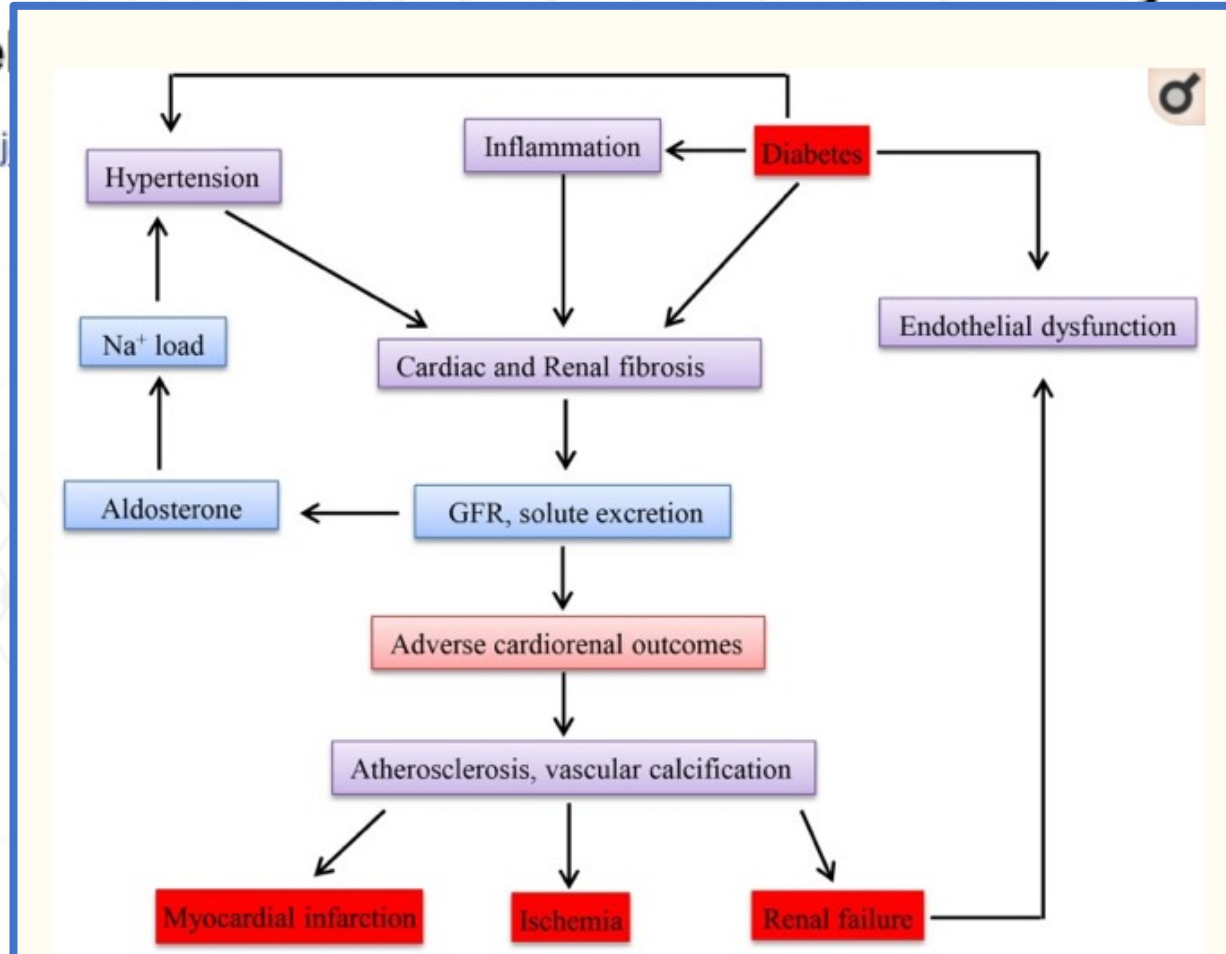 Inflammation
Diabetes
Hypertension
Endothelial dysfunction
Na⁺ load
Cardiac and Renal fibrosis
Aldosterone
GFR, solute excretion
Adverse cardiorenal outcomes
Atherosclerosis, vascular calcification
Myocardial infarction
Ischemia
Renal failure